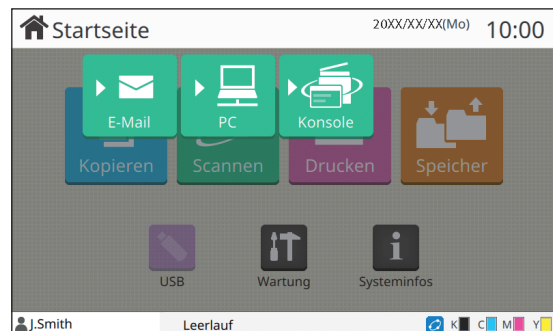 Startseite 20XX/XX/XX(Mo) 10:00
E-Mail PC Konsole
Kopieren Scannen Drucken Speicher
USB Wartung Systeminfos
J.Smith Leerlauf K C M Y